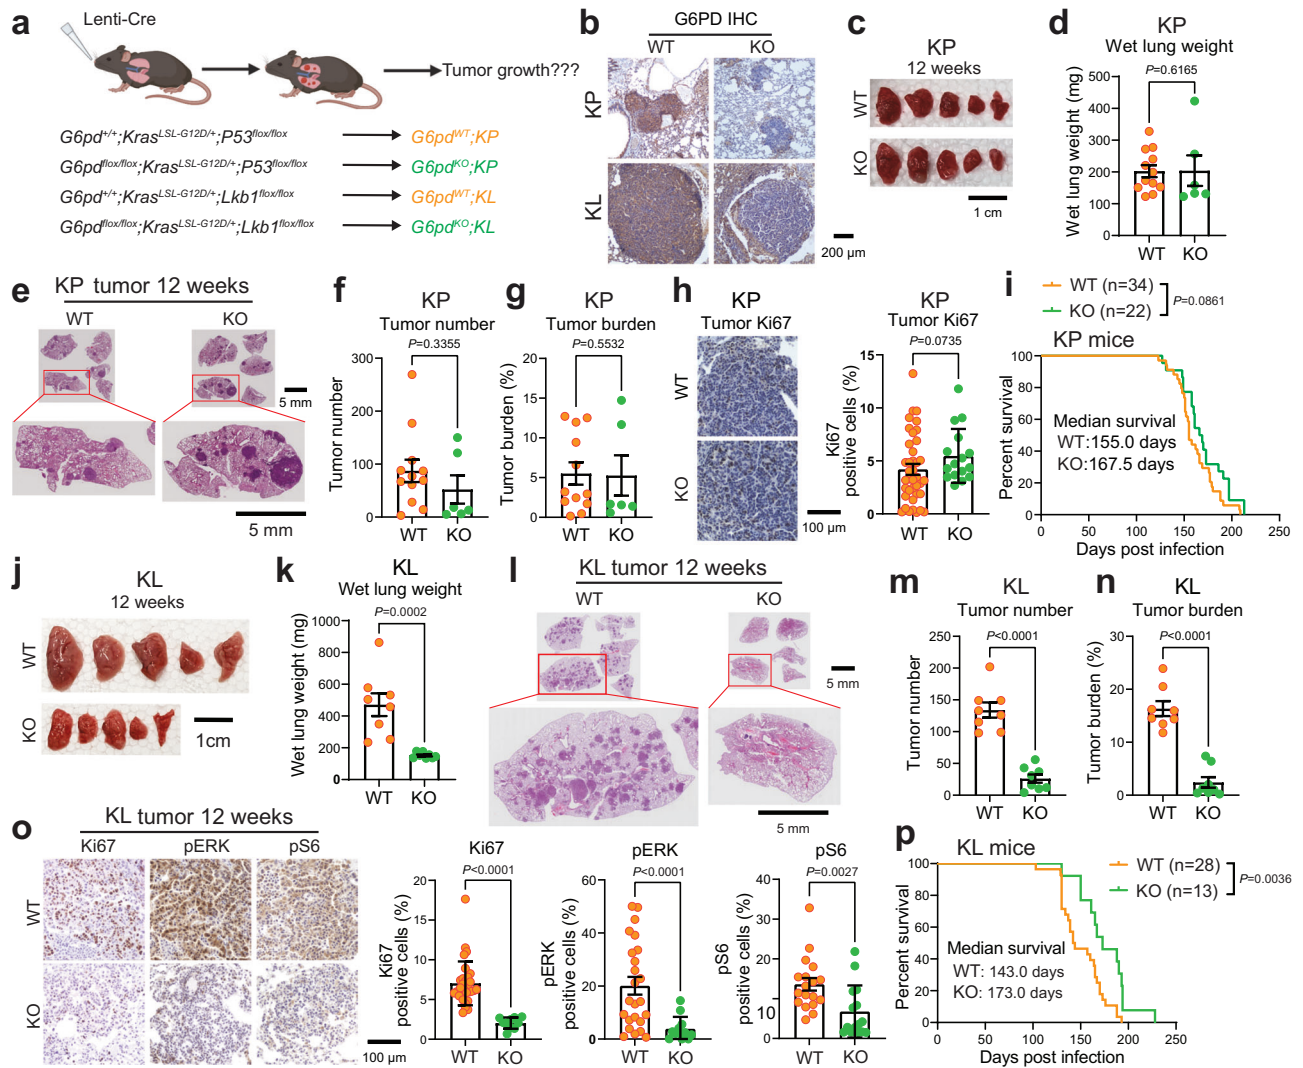 a
Lenti-Cre
Tumor growth???
G6pd+/+;KrasLSL-G12D/+;P53flox/flox
G6pdWT;KP
G6pdflox/flox;KrasLSL-G12D/+;P53flox/flox
G6pdKO;KP
G6pd+/+;KrasLSL-G12D/+;Lkb1flox/flox
G6pdWT;KL
G6pdflox/flox;KrasLSL-G12D/+;Lkb1flox/flox
G6pdKO;KL
b
G6PD IHC
WT KO
KP
KL
200 µm
c
KP
12 weeks
WT
KO
1 cm
d
KP
Wet lung weight
P=0.6165
Wet lung weight (mg)
500
400
300
200
100
0
WT KO
e
KP tumor 12 weeks
WT KO
5 mm
5 mm
f
KP
Tumor number
P=0.3355
Tumor number
300
200
100
0
WT KO
g
KP
Tumor burden
P=0.5532
Tumor burden (%)
20
15
10
5
0
WT KO
h
KP
Tumor Ki67
WT
KO
100 µm
KP
Tumor Ki67
P=0.0735
Ki67
positive cells (%)
15
10
5
0
WT KO
i
WT (n=34)
KO (n=22)
P=0.0861
KP mice
Percent survival
100
80
60
40
20
0
Median survival
WT:155.0 days
KO:167.5 days
0 50 100 150 200 250
Days post infection
j
KL
12 weeks
WT
KO
1cm
k
KL
Wet lung weight
P=0.0002
Wet lung weight (mg)
1000
800
600
400
200
0
WT KO
l
KL tumor 12 weeks
WT KO
5 mm
5 mm
m
KL
Tumor number
P<0.0001
Tumor number
250
200
150
100
50
0
WT KO
n
KL
Tumor burden
P<0.0001
Tumor burden (%)
30
20
10
0
WT KO
o
KL tumor 12 weeks
Ki67 pERK pS6
WT
KO
100 µm
Ki67
P<0.0001
Ki67
positive cells (%)
20
15
10
5
0
WT KO
pERK
P<0.0001
pERK
positive cells (%)
60
40
20
0
WT KO
pS6
P=0.0027
pS6
positive cells (%)
40
30
20
10
0
WT KO
p
KL mice
WT (n=28)
KO (n=13)
P=0.0036
Percent survival
100
80
60
40
20
0
Median survival
WT: 143.0 days
KO: 173.0 days
0 50 100 150 200 250
Days post infection